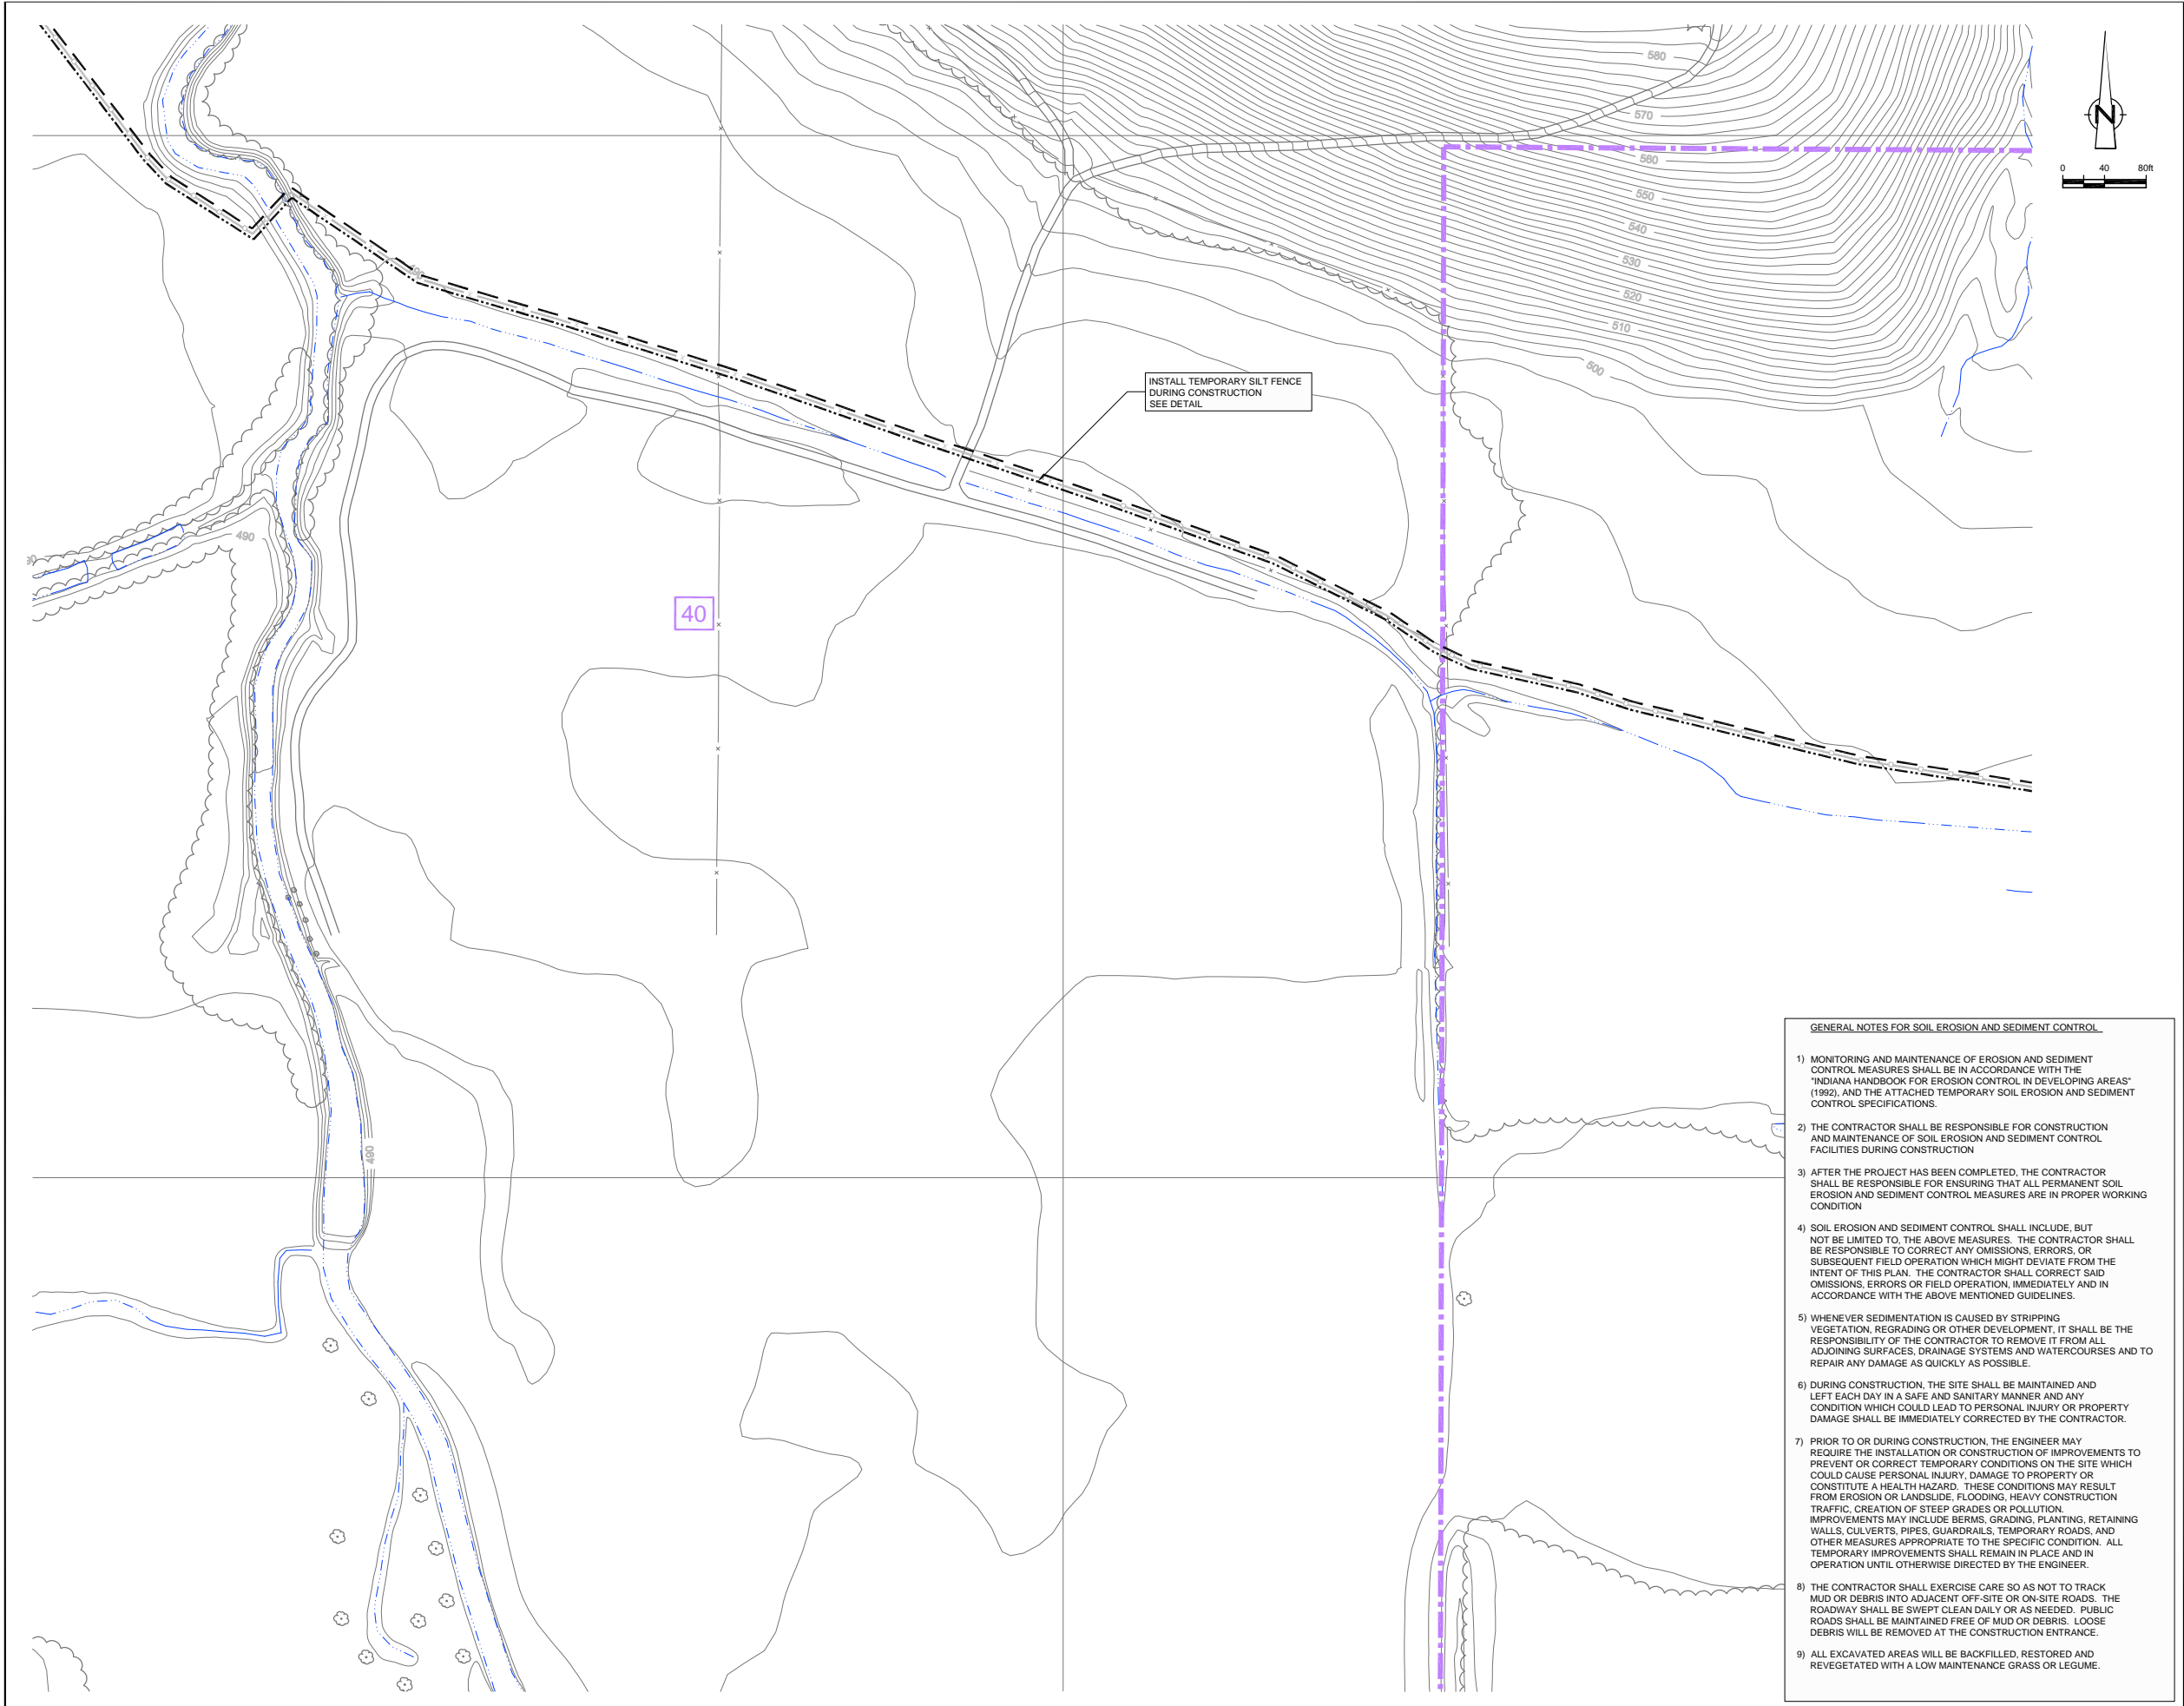 580
570
560
550
540
530
520
510
500
N
0 40 80ft
490
INSTALL TEMPORARY SILT FENCE
DURING CONSTRUCTION
SEE DETAIL
490
40
490
GENERAL NOTES FOR SOIL EROSION AND SEDIMENT CONTROL
1) MONITORING AND MAINTENANCE OF EROSION AND SEDIMENT
CONTROL MEASURES SHALL BE IN ACCORDANCE WITH THE
"INDIANA HANDBOOK FOR EROSION CONTROL IN DEVELOPING AREAS"
(1992), AND THE ATTACHED TEMPORARY SOIL EROSION AND SEDIMENT
CONTROL SPECIFICATIONS.
2) THE CONTRACTOR SHALL BE RESPONSIBLE FOR CONSTRUCTION
AND MAINTENANCE OF SOIL EROSION AND SEDIMENT CONTROL
FACILITIES DURING CONSTRUCTION
3) AFTER THE PROJECT HAS BEEN COMPLETED, THE CONTRACTOR
SHALL BE RESPONSIBLE FOR ENSURING THAT ALL PERMANENT SOIL
EROSION AND SEDIMENT CONTROL MEASURES ARE IN PROPER WORKING
CONDITION
4) SOIL EROSION AND SEDIMENT CONTROL SHALL INCLUDE, BUT
NOT BE LIMITED TO, THE ABOVE MEASURES. THE CONTRACTOR SHALL
BE RESPONSIBLE TO CORRECT ANY OMISSIONS, ERRORS, OR
SUBSEQUENT FIELD OPERATION WHICH MIGHT DEVIATE FROM THE
INTENT OF THIS PLAN. THE CONTRACTOR SHALL CORRECT SAID
OMISSIONS, ERRORS OR FIELD OPERATION, IMMEDIATELY AND IN
ACCORDANCE WITH THE ABOVE MENTIONED GUIDELINES.
5) WHENEVER SEDIMENTATION IS CAUSED BY STRIPPING
VEGETATION, REGRADING OR OTHER DEVELOPMENT, IT SHALL BE THE
RESPONSIBILITY OF THE CONTRACTOR TO REMOVE IT FROM ALL
ADJOINING SURFACES, DRAINAGE SYSTEMS AND WATERCOURSES AND TO
REPAIR ANY DAMAGE AS QUICKLY AS POSSIBLE.
6) DURING CONSTRUCTION, THE SITE SHALL BE MAINTAINED AND
LEFT EACH DAY IN A SAFE AND SANITARY MANNER AND ANY
CONDITION WHICH COULD LEAD TO PERSONAL INJURY OR PROPERTY
DAMAGE SHALL BE IMMEDIATELY CORRECTED BY THE CONTRACTOR.
7) PRIOR TO OR DURING CONSTRUCTION, THE ENGINEER MAY
REQUIRE THE INSTALLATION OR CONSTRUCTION OF IMPROVEMENTS TO
PREVENT OR CORRECT TEMPORARY CONDITIONS ON THE SITE WHICH
COULD CAUSE PERSONAL INJURY, DAMAGE TO PROPERTY OR
CONSTITUTE A HEALTH HAZARD. THESE CONDITIONS MAY RESULT
FROM EROSION OR LANDSLIDE, FLOODING, HEAVY CONSTRUCTION
TRAFFIC, CREATION OF STEEP GRADES OR POLLUTION.
IMPROVEMENTS MAY INCLUDE BERMS, GRADING, PLANTING, RETAINING
WALLS, CULVERTS, PIPES, GUARDRAILS, TEMPORARY ROADS, AND
OTHER MEASURES APPROPRIATE TO THE SPECIFIC CONDITION. ALL
TEMPORARY IMPROVEMENTS SHALL REMAIN IN PLACE AND IN
OPERATION UNTIL OTHERWISE DIRECTED BY THE ENGINEER.
8) THE CONTRACTOR SHALL EXERCISE CARE SO AS NOT TO TRACK
MUD OR DEBRIS INTO ADJACENT OFF-SITE OR ON-SITE ROADS. THE
ROADWAY SHALL BE SWEPT CLEAN DAILY OR AS NEEDED. PUBLIC
ROADS SHALL BE MAINTAINED FREE OF MUD OR DEBRIS. LOOSE
DEBRIS WILL BE REMOVED AT THE CONSTRUCTION ENTRANCE.
9) ALL EXCAVATED AREAS WILL BE BACKFILLED, RESTORED AND
REVEGETATED WITH A LOW MAINTENANCE GRASS OR LEGUME.